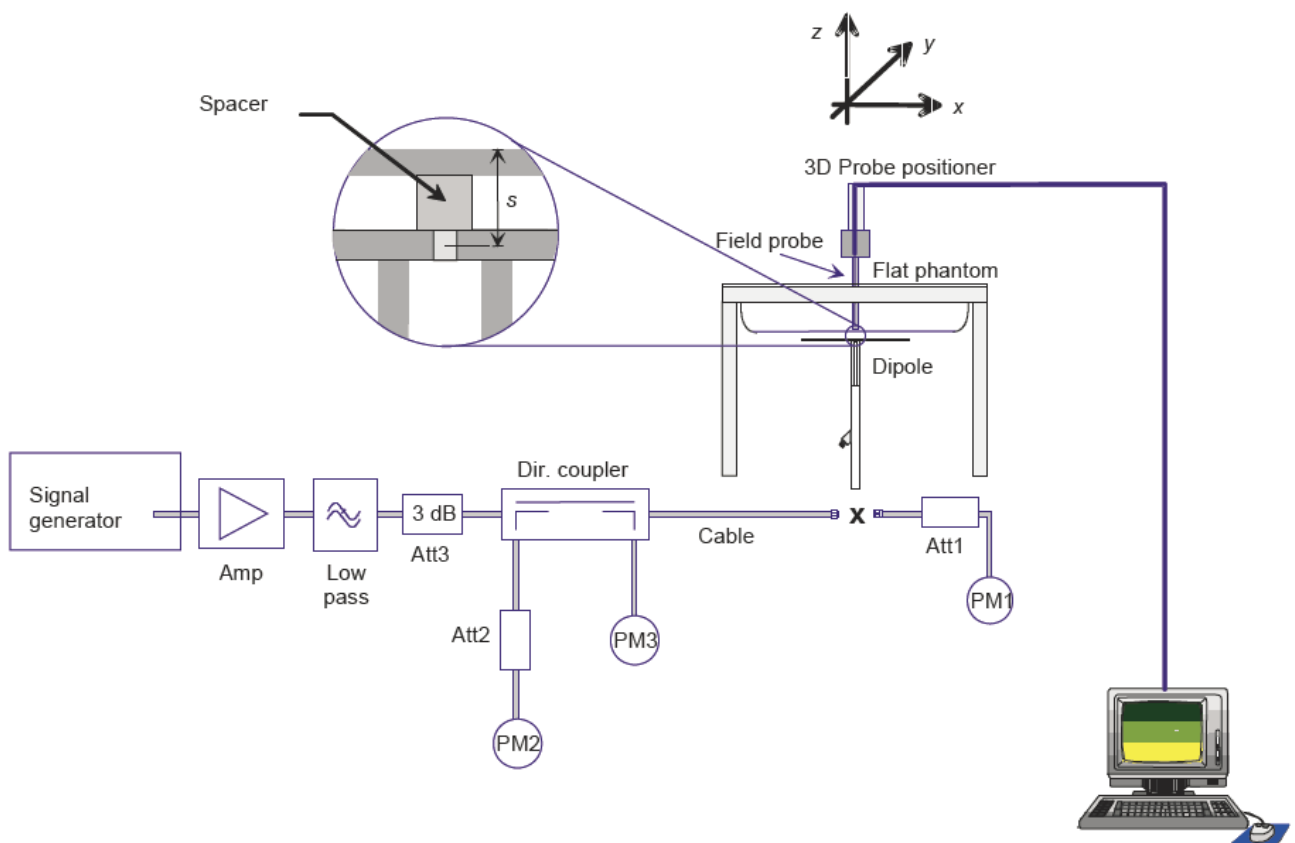 z
y
x
Spacer
s
3D Probe positioner
Field probe
Flat phantom
Dipole
Signal
generator
Amp
Low
pass
3 dB
Att3
Dir. coupler
Cable
X
Att1
PM1
Att2
PM3
PM2